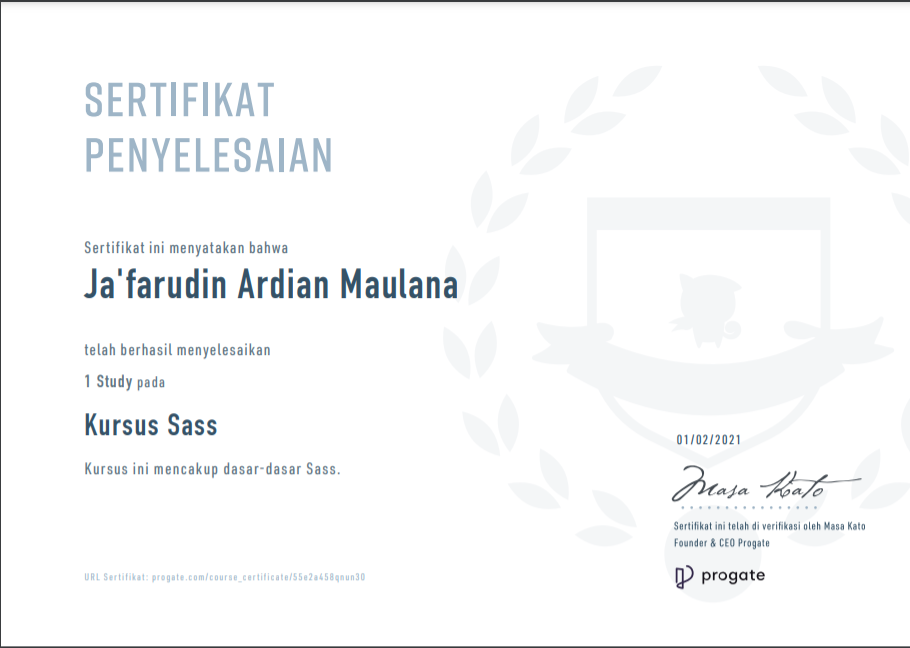 SERTIFIKAT
PENYELESAIAN
Sertifikat ini menyatakan bahwa
Ja'farudin Ardian Maulana
telah berhasil menyelesaikan
1 Study pada
Kursus Sass
Kursus ini mencakup dasar-dasar Sass.
01/02/2021
Masa Kato
Sertifikat ini telah di verifikasi oleh Masa Kato
Founder & CEO Progate
URL Sertifikat: progate.com/course_certificate/55e2a458qnun30
progate